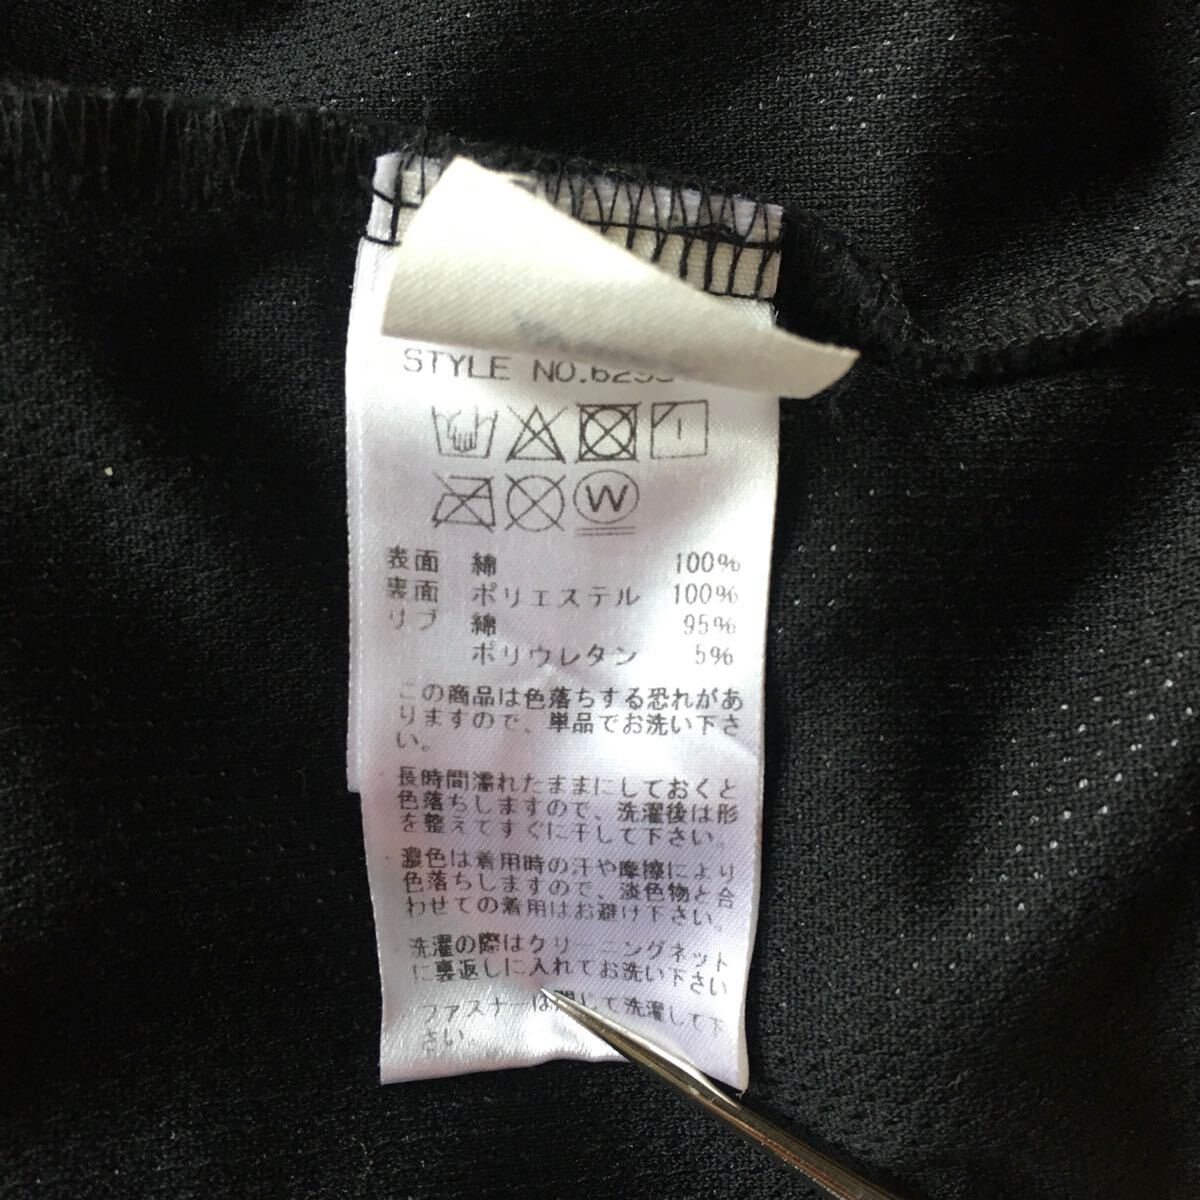 STYLE NO.6293
W
表面 綿 100%
裏面 ポリエステル 100%
リブ 綿 95%
ポリウレタン 5%
この商品は色落ちする恐れがあ
りますので、単品でお洗い下さ
い。
長時間濡れたままにしておくと
色落ちしますので、洗濯後は形
を整えてすぐに干して下さい。
濃色は着用時の汗や摩擦により
色落ちしますので、淡色物と合
わせての着用はお避け下さい。
洗濯の際はクリーニングネット
に裏返しに入れてお洗い下さい
ファスナーは閉じて洗濯して下
さい。